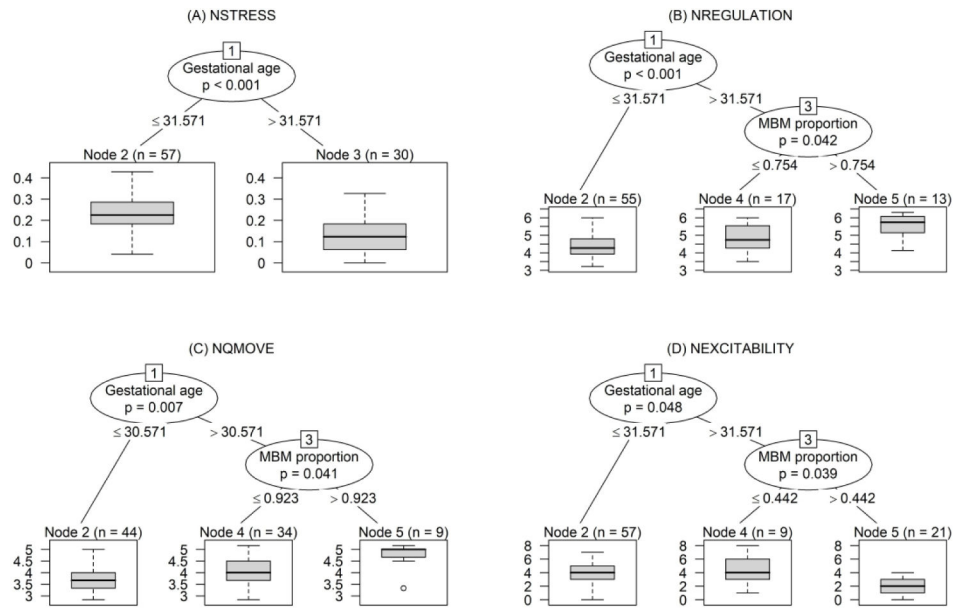 (A) NSTRESS
1
Gestational age
p < 0.001
≤ 31.571
> 31.571
Node 2 (n = 57)
0.4
0.3
0.2
0.1
0
Node 3 (n = 30)
0.4
0.3
0.2
0.1
0
(B) NREGULATION
1
Gestational age
p < 0.001
≤ 31.571
> 31.571
3
MBM proportion
p = 0.042
≤ 0.754
> 0.754
Node 2 (n = 55)
6
5
4
3
Node 4 (n = 17)
6
5
4
3
Node 5 (n = 13)
6
5
4
3
(C) NQMOVE
1
Gestational age
p = 0.007
≤ 30.571
> 30.571
3
MBM proportion
p = 0.041
≤ 0.923
> 0.923
Node 2 (n = 44)
5
4.5
4
3.5
3
Node 4 (n = 34)
5
4.5
4
3.5
3
Node 5 (n = 9)
5
4.5
4
3.5
3
(D) NEXCITABILITY
1
Gestational age
p = 0.048
≤ 31.571
> 31.571
3
MBM proportion
p = 0.039
≤ 0.442
> 0.442
Node 2 (n = 57)
8
6
4
2
0
Node 4 (n = 9)
8
6
4
2
0
Node 5 (n = 21)
8
6
4
2
0